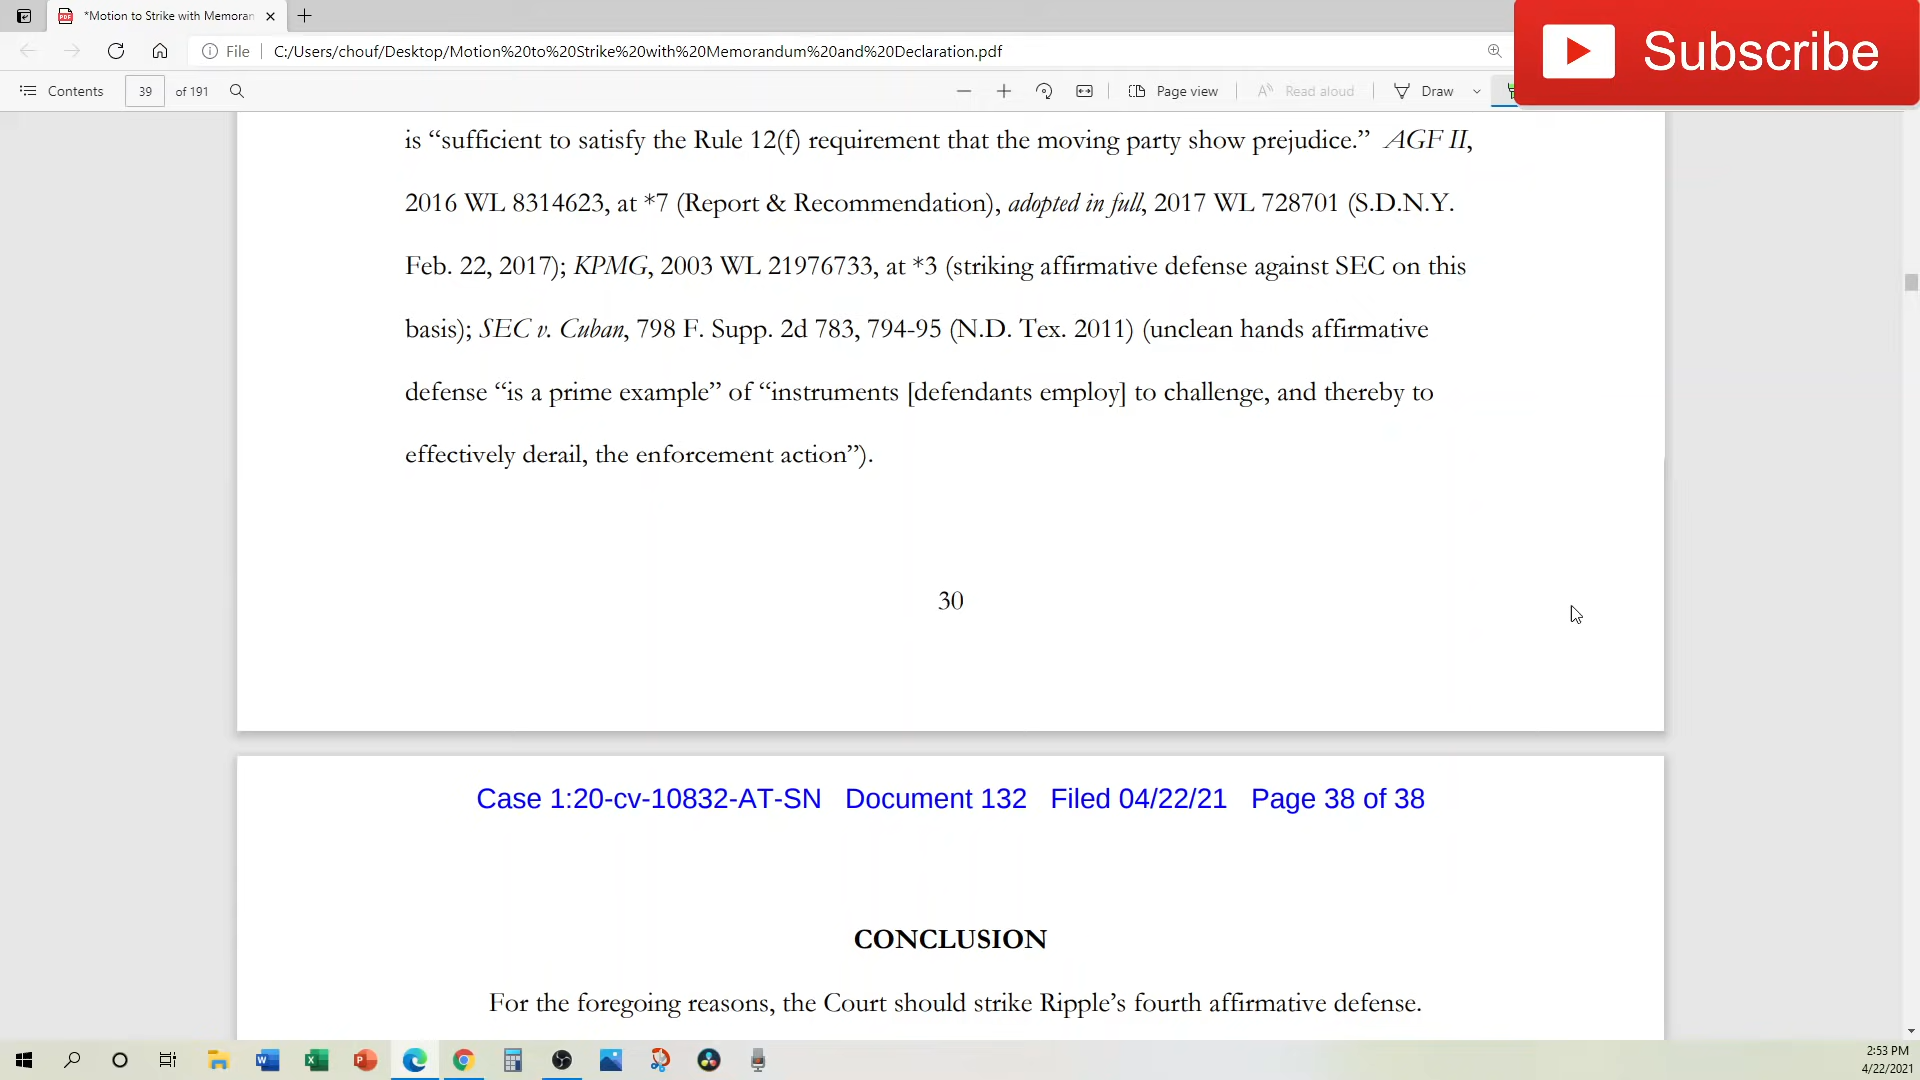 *Motion to Strike with Memoran
Subscribe
File
C:/Users/chouf/Desktop/Motion%20to%20Strike%20with%20Memorandum%20and%20Declaration.pdf
Contents
39
of 191
Page view
Read aloud
Draw
is “sufficient to satisfy the Rule 12(f) requirement that the moving party show prejudice.” AGF II,
2016 WL 8314623, at *7 (Report & Recommendation), adopted in full, 2017 WL 728701 (S.D.N.Y.
Feb. 22, 2017); KPMG, 2003 WL 21976733, at *3 (striking affirmative defense against SEC on this
basis); SEC v. Cuban, 798 F. Supp. 2d 783, 794-95 (N.D. Tex. 2011) (unclean hands affirmative
defense “is a prime example” of “instruments [defendants employ] to challenge, and thereby to
effectively derail, the enforcement action”).
30
Case 1:20-cv-10832-AT-SN Document 132 Filed 04/22/21 Page 38 of 38
CONCLUSION
For the foregoing reasons, the Court should strike Ripple’s fourth affirmative defense.
2:53 PM
4/22/2021